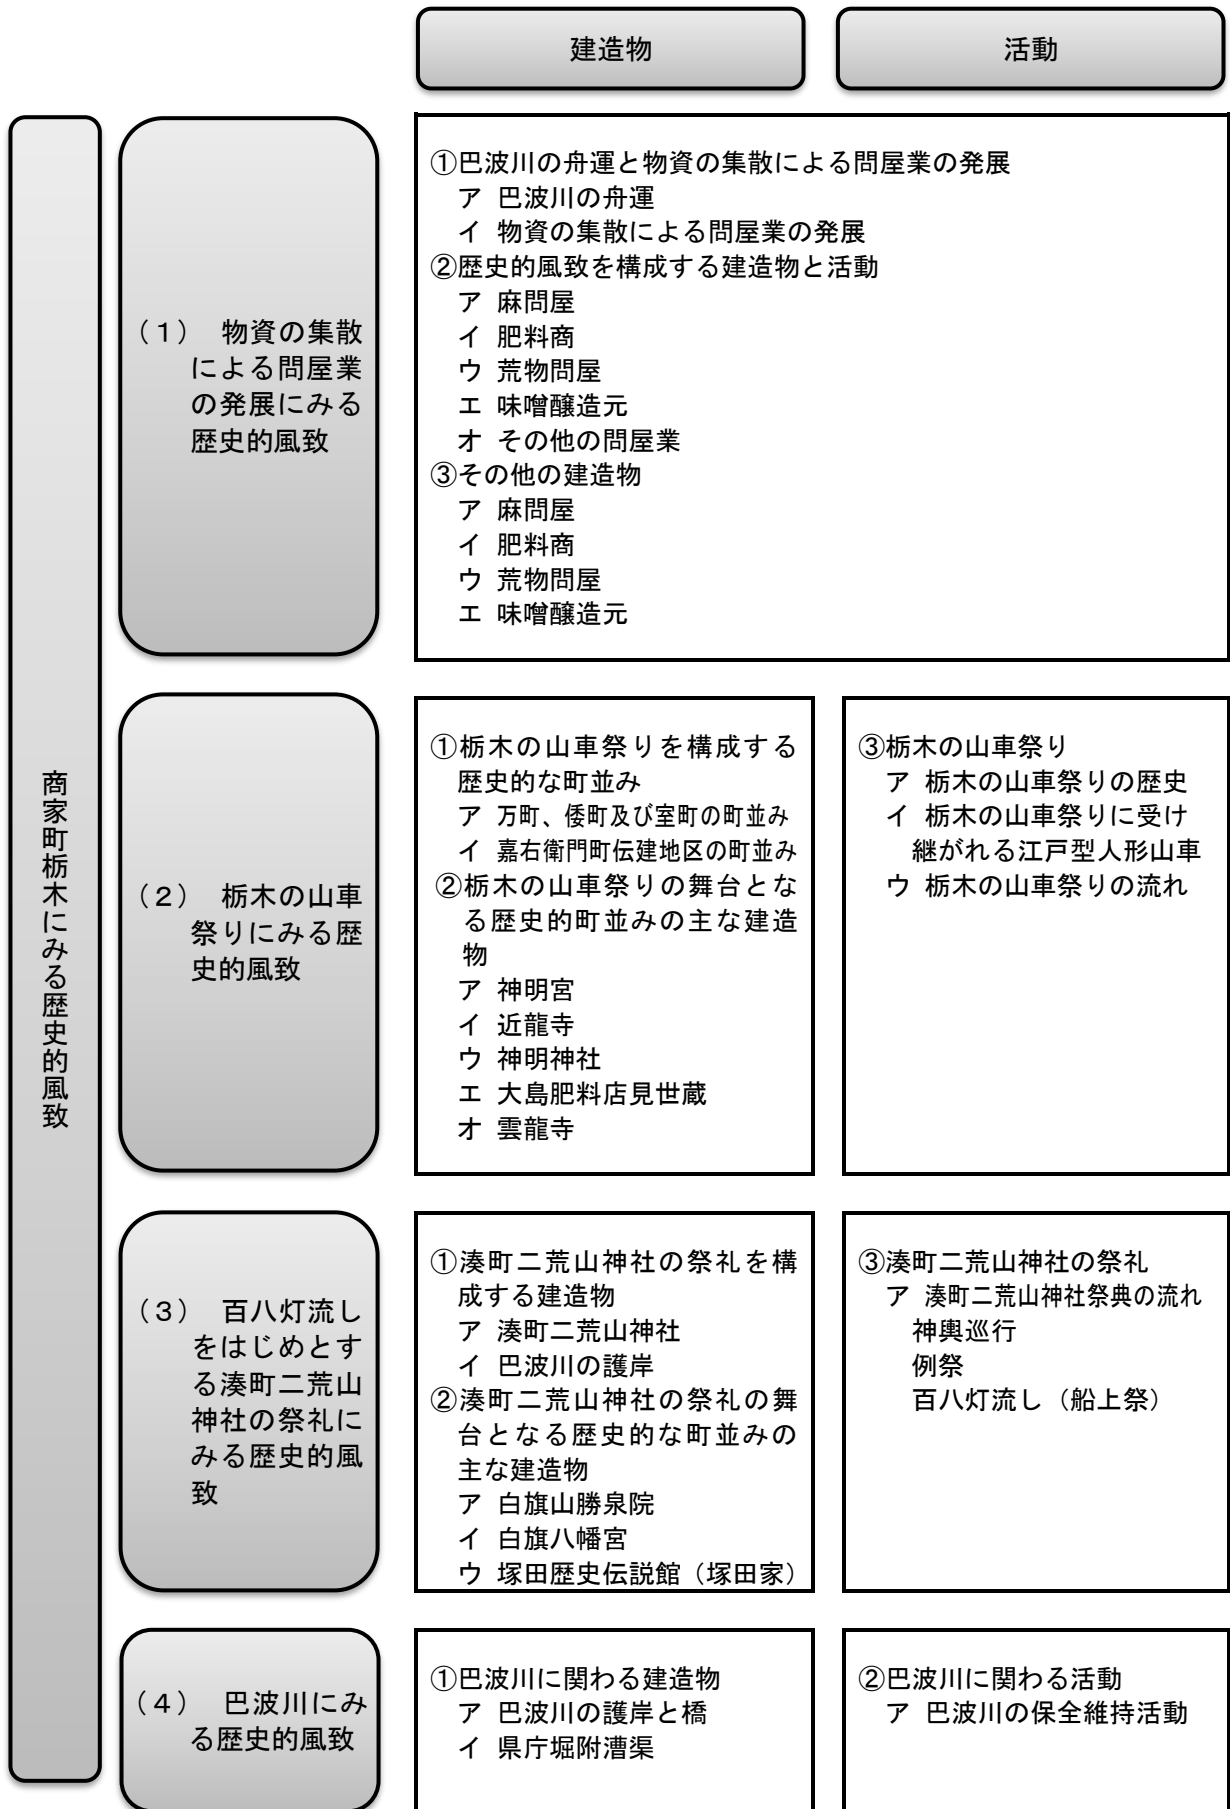 建造物
活動
商家町栃木にみる歴史的風致
（１）　物資の集散
による問屋業
の発展にみる
歴史的風致
①巴波川の舟運と物資の集散による問屋業の発展
ア 巴波川の舟運
イ 物資の集散による問屋業の発展
②歴史的風致を構成する建造物と活動
ア 麻問屋
イ 肥料商
ウ 荒物問屋
エ 味噌醸造元
オ その他の問屋業
③その他の建造物
ア 麻問屋
イ 肥料商
ウ 荒物問屋
エ 味噌醸造元
（２）　栃木の山車
祭りにみる歴
史的風致
①栃木の山車祭りを構成する
歴史的な町並み
ア 万町、倭町及び室町の町並み
イ 嘉右衛門町伝建地区の町並み
②栃木の山車祭りの舞台とな
る歴史的町並みの主な建造
物
ア 神明宮
イ 近龍寺
ウ 神明神社
エ 大島肥料店見世蔵
オ 雲龍寺
③栃木の山車祭り
ア 栃木の山車祭りの歴史
イ 栃木の山車祭りに受け
継がれる江戸型人形山車
ウ 栃木の山車祭りの流れ
（３）　百八灯流し
をはじめとす
る湊町二荒山
神社の祭礼に
みる歴史的風
致
①湊町二荒山神社の祭礼を構
成する建造物
ア 湊町二荒山神社
イ 巴波川の護岸
②湊町二荒山神社の祭礼の舞
台となる歴史的な町並みの
主な建造物
ア 白旗山勝泉院
イ 白旗八幡宮
ウ 塚田歴史伝説館（塚田家）
③湊町二荒山神社の祭礼
ア 湊町二荒山神社祭典の流れ
神輿巡行
例祭
百八灯流し（船上祭）
（４）　巴波川にみ
る歴史的風致
①巴波川に関わる建造物
ア 巴波川の護岸と橋
イ 県庁堀附漕渠
②巴波川に関わる活動
ア 巴波川の保全維持活動